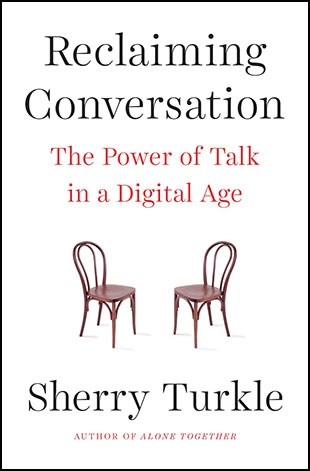 Reclaiming
Conversation
The Power of Talk
in a Digital Age
Sherry Turkle
AUTHOR OF ALONE TOGETHER